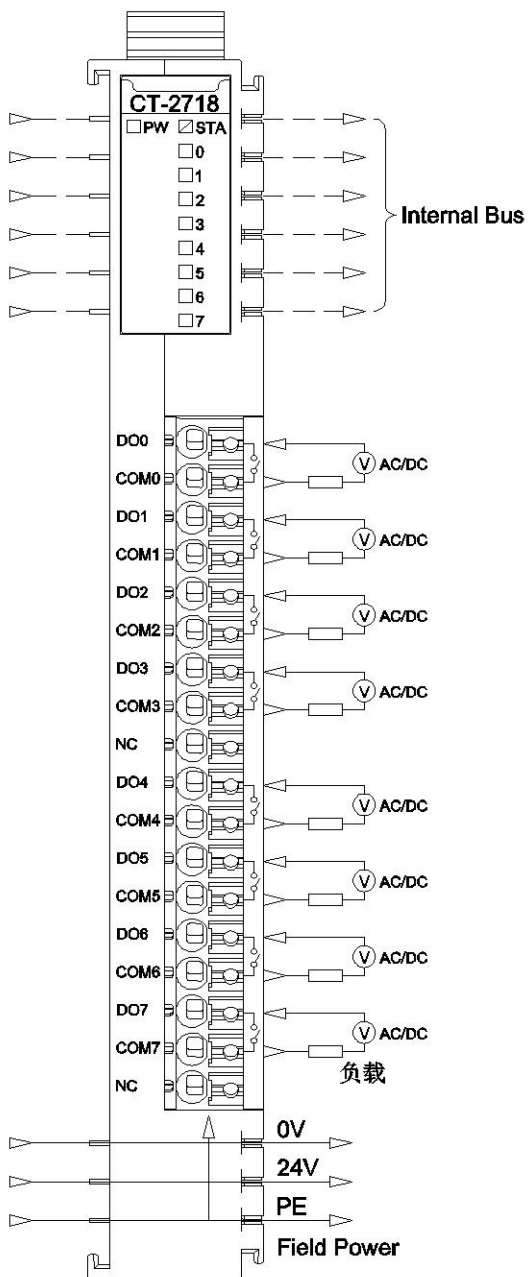 CT-2718
PW STA
0
1
2
3
4
5
6
7
Internal Bus
DO0
V AC/DC
COM0
DO1
V AC/DC
COM1
DO2
V AC/DC
COM2
DO3
V AC/DC
COM3
NC
DO4
V AC/DC
COM4
DO5
V AC/DC
COM5
DO6
V AC/DC
COM6
DO7
V AC/DC
COM7
负载
NC
0V
24V
PE
Field Power